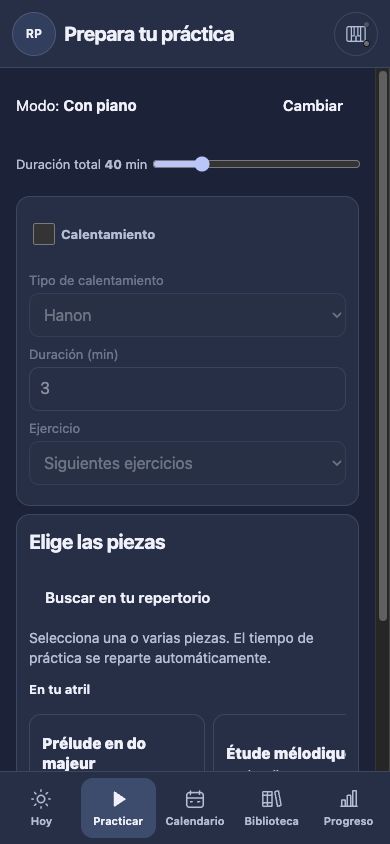 RP
Prepara tu práctica
Modo: Con piano
Cambiar
Duración total 40 min
Calentamiento
Tipo de calentamiento
Hanon
Duración (min)
3
Ejercicio
Siguientes ejercicios
Elige las piezas
Buscar en tu repertorio
Selecciona una o varias piezas. El tiempo de
práctica se reparte automáticamente.
En tu atril
Prélude en do
majeur
Étude mélodiqu
Hoy
Practicar
Calendario
Biblioteca
Progreso